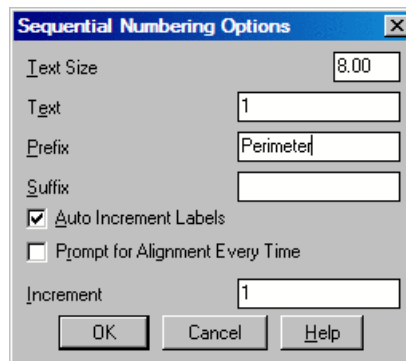 Sequential Numbering Options
Text Size 8.00
Text 1
Prefix Perimeter
Suffix
Auto Increment Labels
Prompt for Alignment Every Time
Increment 1
OK Cancel Help